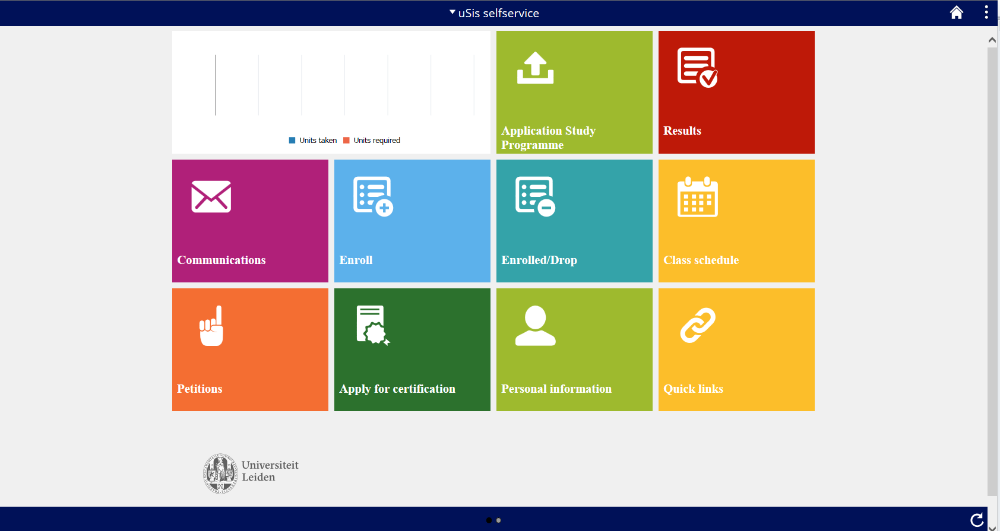 uSis selfservice
Units taken
Units required
Application Study
Programme
Results
Communications
Enroll
Enrolled/Drop
Class schedule
Petitions
Apply for certification
Personal information
Quick links
Universiteit
Leiden